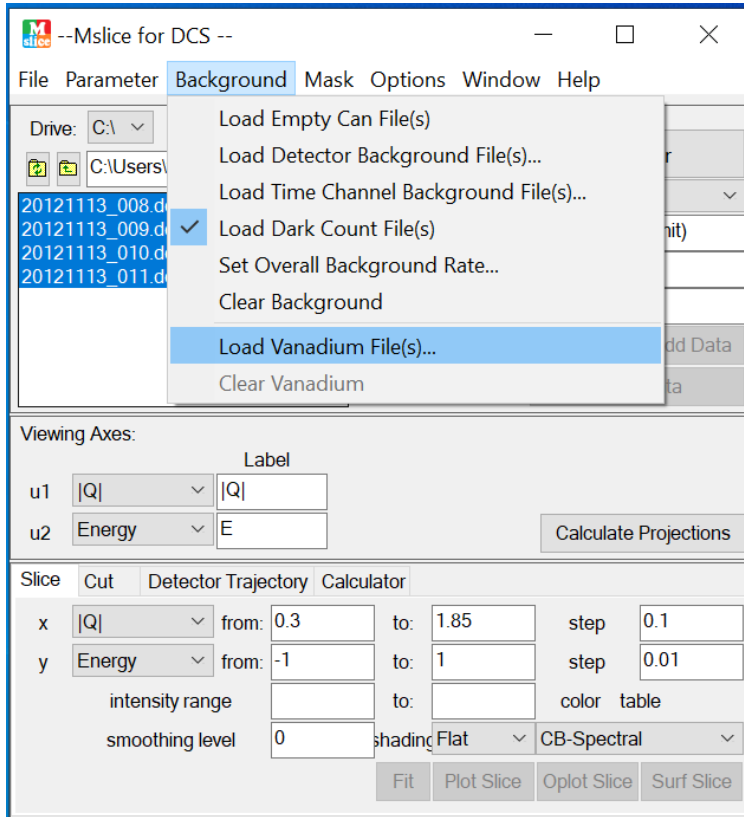 M
slice
--Mslice for DCS --
File Parameter Background Mask Options Window Help
Drive: C:\
C:\Users\
20121113_008.d
20121113_009.d
20121113_010.d
20121113_011.d
Load Empty Can File(s)
Load Detector Background File(s)...
Load Time Channel Background File(s)...
Load Dark Count File(s)
Set Overall Background Rate...
Clear Background
Load Vanadium File(s)...
Clear Vanadium
r
nit)
dd Data
ta
Viewing Axes:
Label
u1 |Q| |Q|
u2 Energy E Calculate Projections
Slice Cut Detector Trajectory Calculator
x |Q| from: 0.3 to: 1.85 step 0.1
y Energy from: -1 to: 1 step 0.01
intensity range to: color table
smoothing level 0 shading Flat CB-Spectral
Fit Plot Slice Oplot Slice Surf Slice